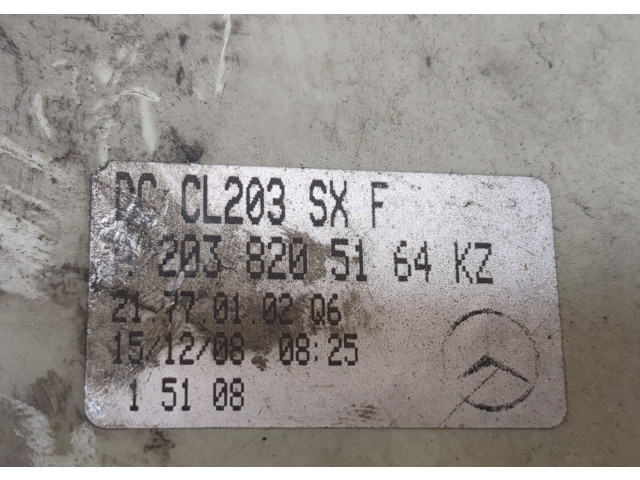 DC CL203 SX F
. 203 820 51 64 KZ
21.77 01.02 Q6
15/12/08 08:25
1 51 08